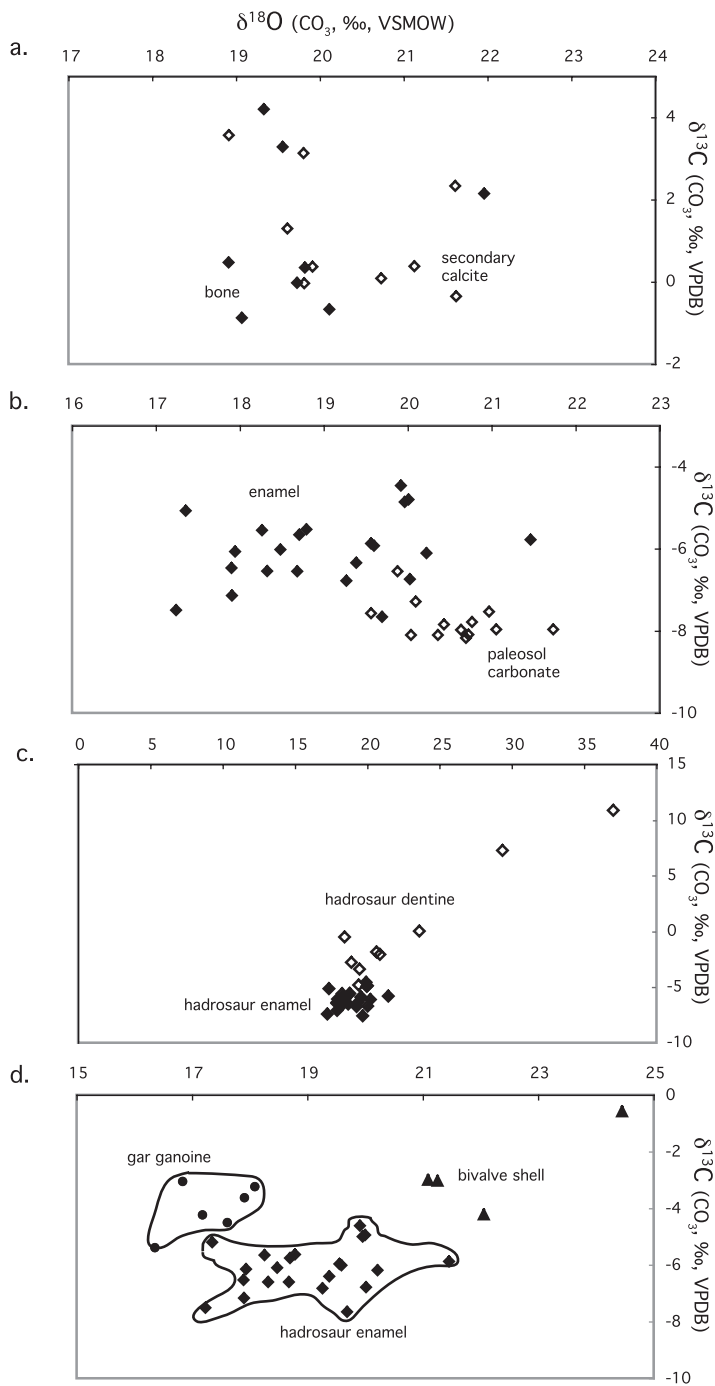 δ18O (CO3, ‰, VSMOW)
a.
17 18 19 20 21 22 23 24
4
2
0
-2
δ13C (CO3, ‰, VPDB)
bone
secondary
calcite
b.
16 17 18 19 20 21 22 23
-4
-6
-8
-10
δ13C (CO3, ‰, VPDB)
enamel
paleosol
carbonate
c.
0 5 10 15 20 25 30 35 40
15
10
5
0
-5
-10
δ13C (CO3, ‰, VPDB)
hadrosaur dentine
hadrosaur enamel
d.
15 17 19 21 23 25
0
-2
-4
-6
-8
-10
δ13C (CO3, ‰, VPDB)
gar ganoine
bivalve shell
hadrosaur enamel